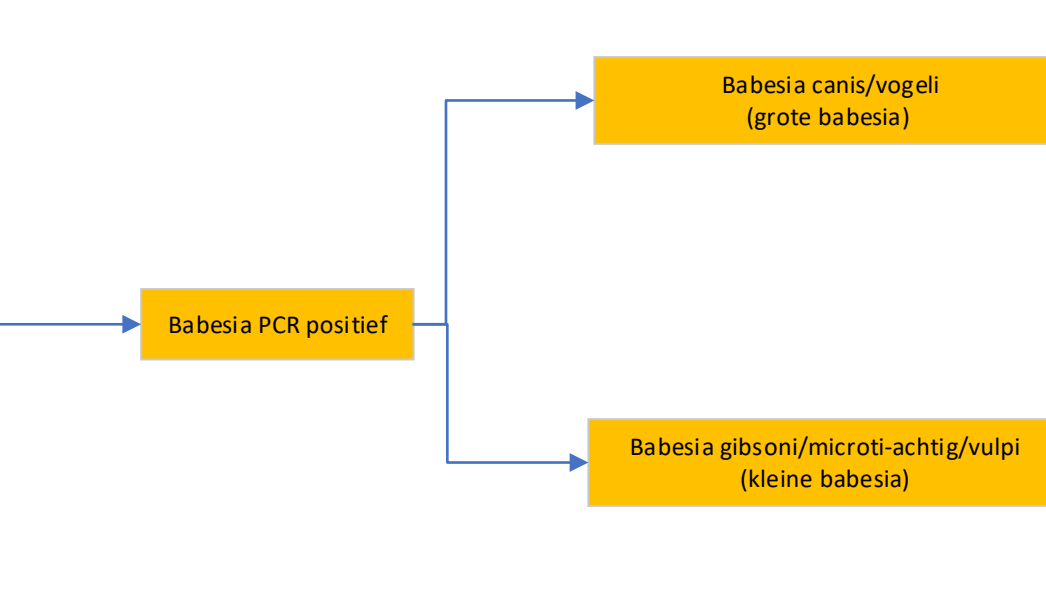 Babesia canis/vogeli
(grote babesia)
Babesia PCR positief
Babesia gibsoni/microti-achtig/vulpi
(kleine babesia)